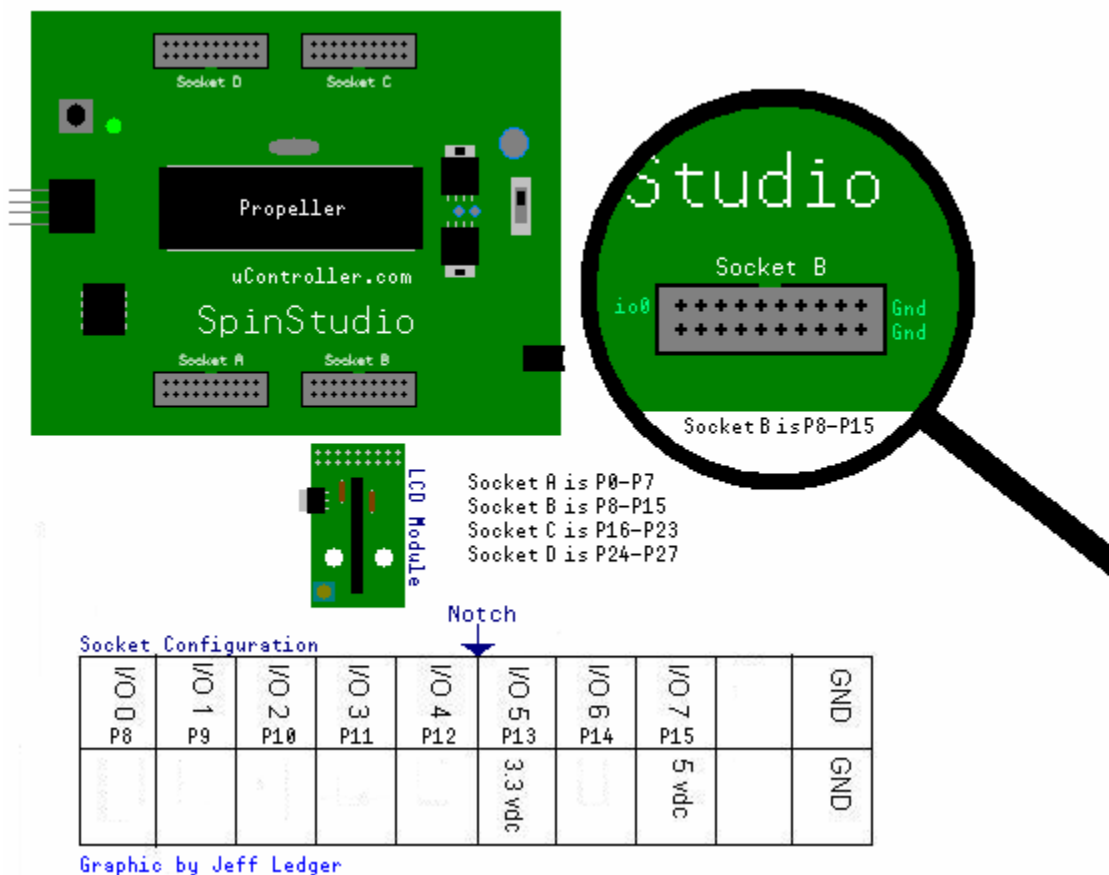 Socket D
Socket C
Propeller
uController.com
SpinStudio
Socket A
Socket B
Studio
Socket B
io0
Gnd
Gnd
Socket B is P8-P15
LCD Module
Socket A is P0-P7
Socket B is P8-P15
Socket C is P16-P23
Socket D is P24-P27
Notch
Socket Configuration
I/O 0 I/O 1 I/O 2 I/O 3 I/O 4 I/O 5 I/O 6 I/O 7 GND
P8 P9 P10 P11 P12 P13 P14 P15
3.3 vdc 5 vdc GND
Graphic by Jeff Ledger